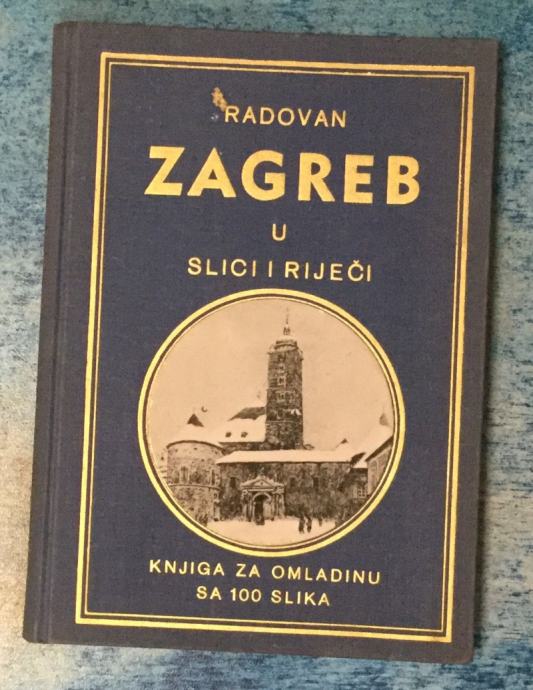 RADOVAN
ZAGREB
U
SLICI I RIJEČI
KNJIGA ZA OMLADINU
SA 100 SLIKA